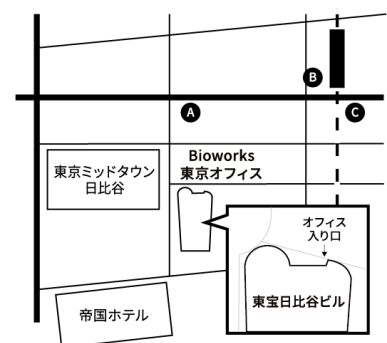 B
A
C
Bioworks
東京オフィス
東京ミッドタウン
日比谷
オフィス
入り口
東宝日比谷ビル
帝国ホテル